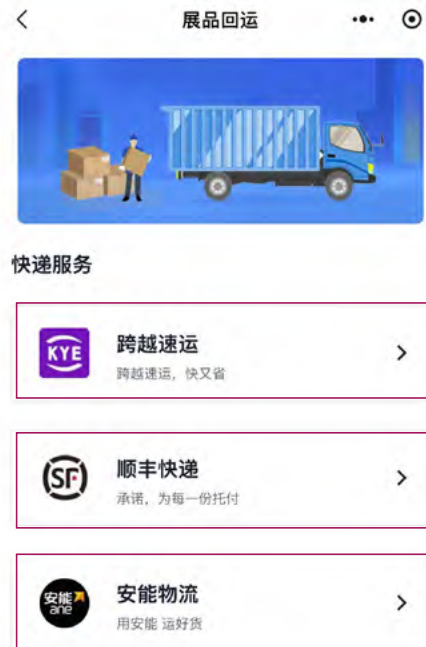 展品回运
快递服务
KYE
跨越速运
跨越速运，快又省
SF
顺丰快递
承诺，为每一份托付
安能
ane
安能物流
用安能 运好货